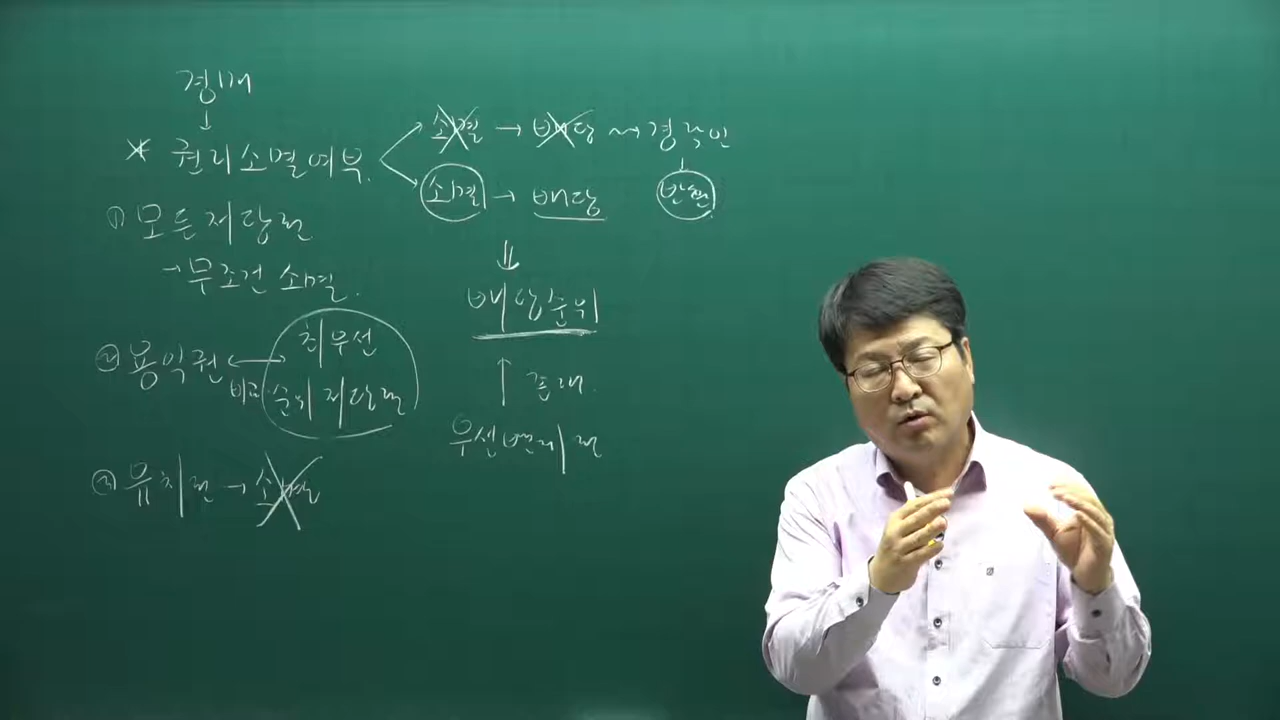 경매
↓
* 권리소멸여부.
소멸 → 배당 ⇝ 경락인
↓
소멸 → 배당
① 모든 저당권
→ 무조건 소멸.
② 용익권 ↔ 최우선
비교 순위 저당권
③ 유치권 → 소멸
⇓
배당순위
↑ 존재.
우선변제권